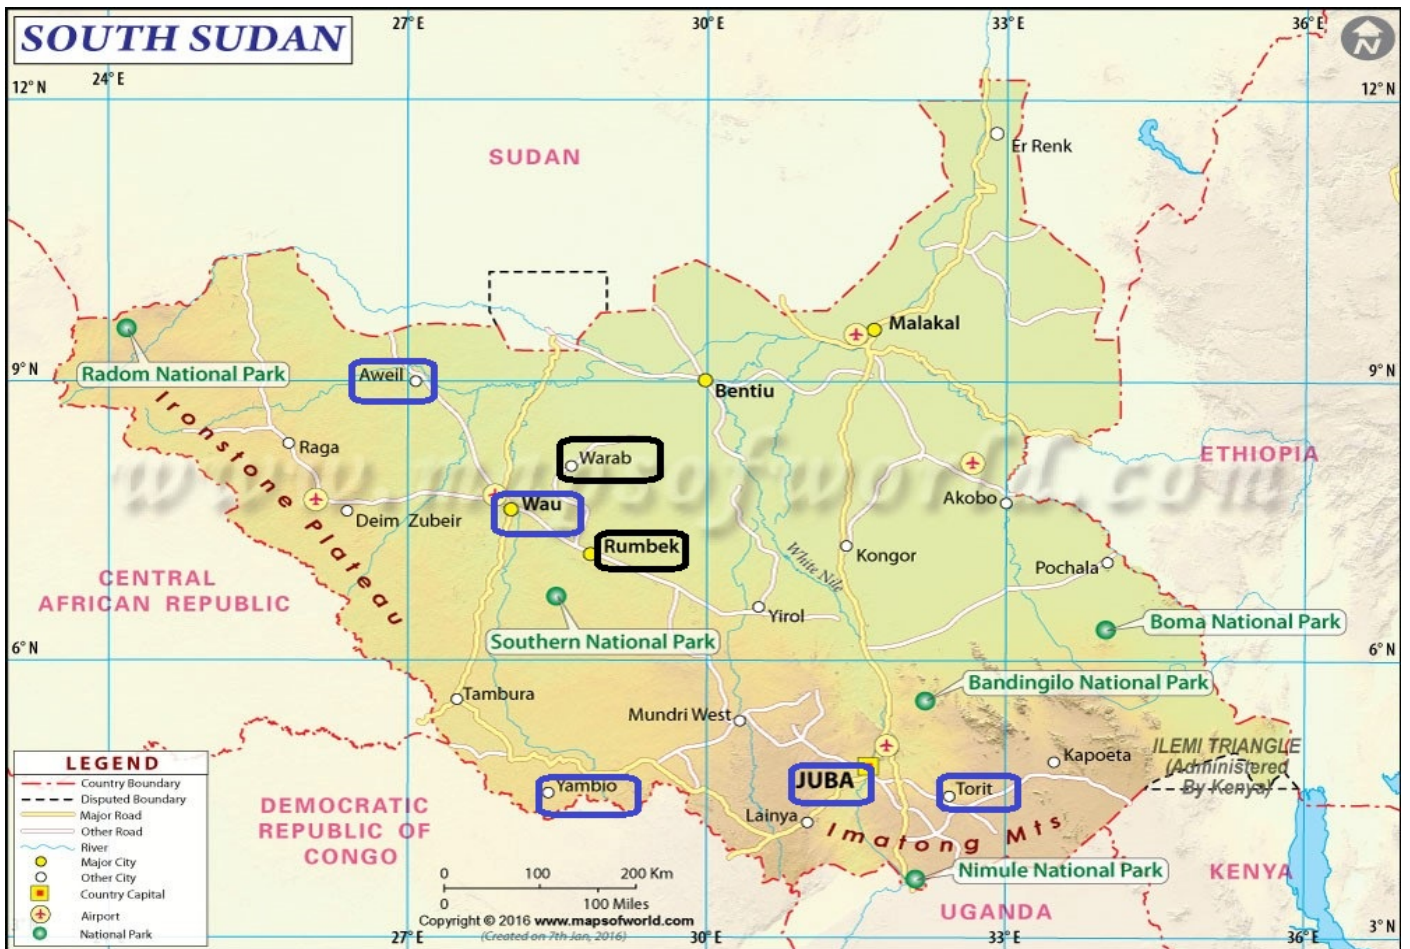 SOUTH SUDAN
24° E
27° E
30° E
33° E
36° E
12° N
12° N
SUDAN
Er Renk
Malakal
Radom National Park
9° N
Aweil
Bentiu
9° N
Ironstone Plateau
Raga
Warab
ETHIOPIA
www.mapsofworld.com
Deim Zubeir
Wau
Akobo
Rumbek
White Nile
Kongor
Pochala
CENTRAL
AFRICAN REPUBLIC
Yirol
Boma National Park
Southern National Park
6° N
6° N
Tambura
Bandingilo National Park
Mundri West
Kapoeta
ILEMI TRIANGLE
(Administered
By Kenya)
JUBA
Torit
Yambio
Lainya
Imatong Mts
DEMOCRATIC
REPUBLIC OF
CONGO
Nimule National Park
KENYA
UGANDA
LEGEND
Country Boundary
Disputed Boundary
Major Road
Other Road
River
Major City
Other City
Country Capital
Airport
National Park
0 100 200 Km
0 100 Miles
Copyright © 2016 www.mapsofworld.com
(Created on 7th Jan, 2016)
27° E
30° E
33° E
36° E
3° N
N